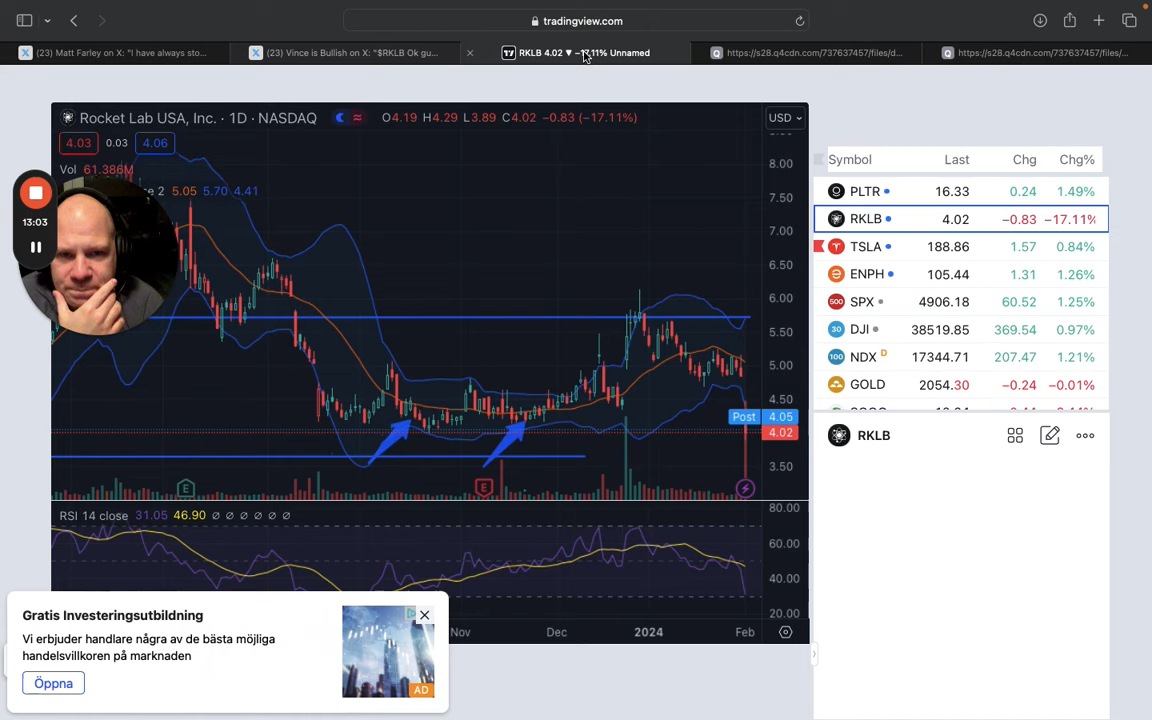 tradingview.com
(23) Matt Farley on X: "I have always sto...
(23) Vince is Bullish on X: "$RKLB Ok gu...
RKLB 4.02 ▼ −17.11% Unnamed
https://s28.q4cdn.com/737637457/files/d...
https://s28.q4cdn.com/737637457/files/...
Rocket Lab USA, Inc. · 1D · NASDAQ
O4.19 H4.29 L3.89 C4.02 −0.83 (−17.11%)
USD
4.03 0.03 4.06
Vol 61.386M
2 5.05 5.70 4.41
13:03
8.00
7.50
7.00
6.50
6.00
5.50
5.00
4.50
Post 4.05
4.02
3.50
E
E
RSI 14 close 31.05 46.90 ∅ ∅ ∅ ∅ ∅ ∅
80.00
60.00
40.00
20.00
Nov Dec 2024 Feb
Symbol Last Chg Chg%
PLTR 16.33 0.24 1.49%
RKLB 4.02 −0.83 −17.11%
TSLA 188.86 1.57 0.84%
ENPH 105.44 1.31 1.26%
500 SPX 4906.18 60.52 1.25%
30 DJI 38519.85 369.54 0.97%
100 NDX D 17344.71 207.47 1.21%
GOLD 2054.30 −0.24 −0.01%
RKLB
Gratis Investeringsutbildning
Vi erbjuder handlare några av de bästa möjliga
handelsvillkoren på marknaden
Öppna
AD